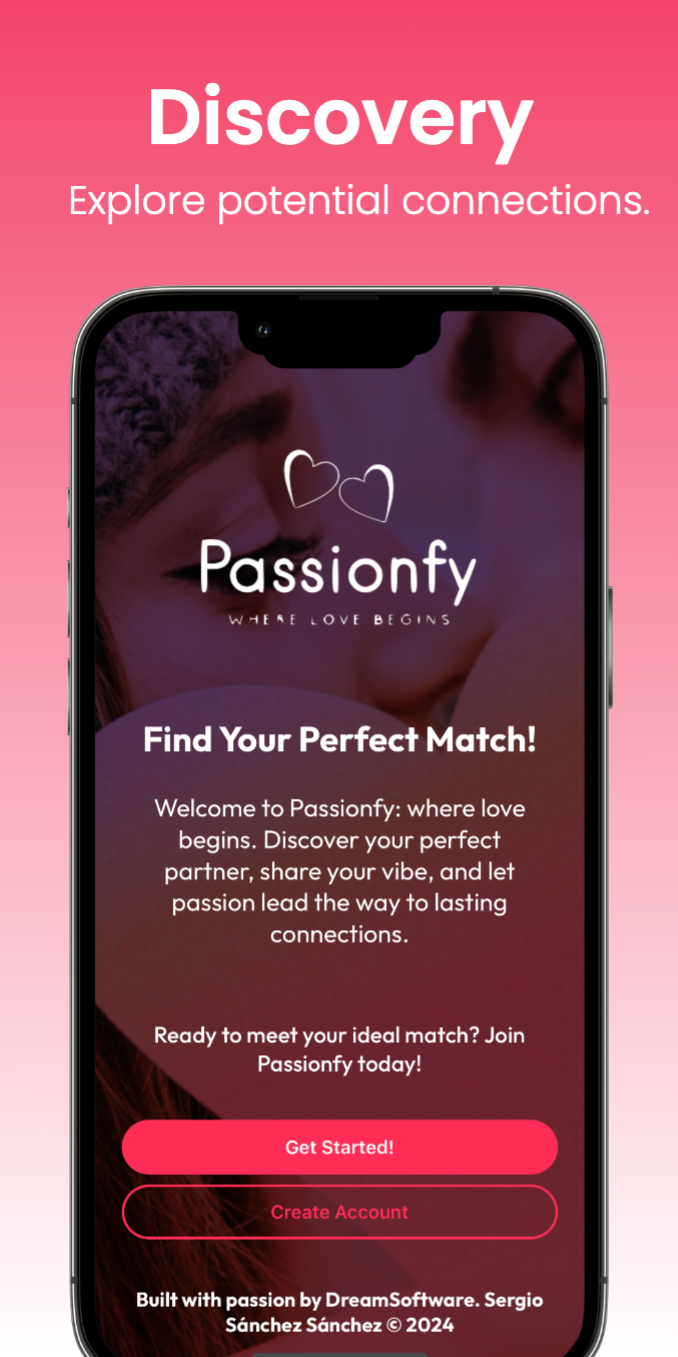 Discovery
Explore potential connections.
Passionfy
WHERE LOVE BEGINS
Find Your Perfect Match!
Welcome to Passionfy: where love
begins. Discover your perfect
partner, share your vibe, and let
passion lead the way to lasting
connections.
Ready to meet your ideal match? Join
Passionfy today!
Get Started!
Create Account
Built with passion by DreamSoftware. Sergio
Sánchez Sánchez © 2024